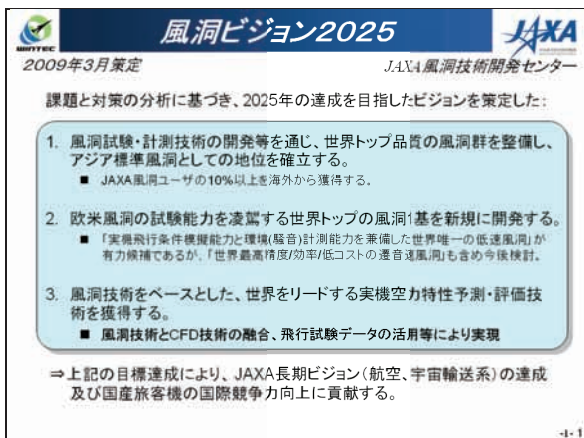 風洞ビジョン2025
WINTEC
JAXA
2009年3月策定
JAXA風洞技術開発センター
課題と対策の分析に基づき、2025年の達成を目指したビジョンを策定した:
1. 風洞試験・計測技術の開発等を通じ、世界トップ品質の風洞群を整備し、
アジア標準風洞としての地位を確立する。
■ JAXA風洞ユーザの10%以上を海外から獲得する。
2. 欧米風洞の試験能力を凌駕する世界トップの風洞1基を新規に開発する。
■ 「実機飛行条件模擬能力と環境(騒音)計測能力を兼備した世界唯一の低速風洞」が
有力候補であるが、「世界最高精度/効率/低コストの遷音速風洞」も含め今後検討。
3. 風洞技術をベースとした、世界をリードする実機空力特性予測・評価技
術を獲得する。
■ 風洞技術とCFD技術の融合、飛行試験データの活用等により実現
⇒上記の目標達成により、JAXA長期ビジョン(航空、宇宙輸送系)の達成
及び国産旅客機の国際競争力向上に貢献する。